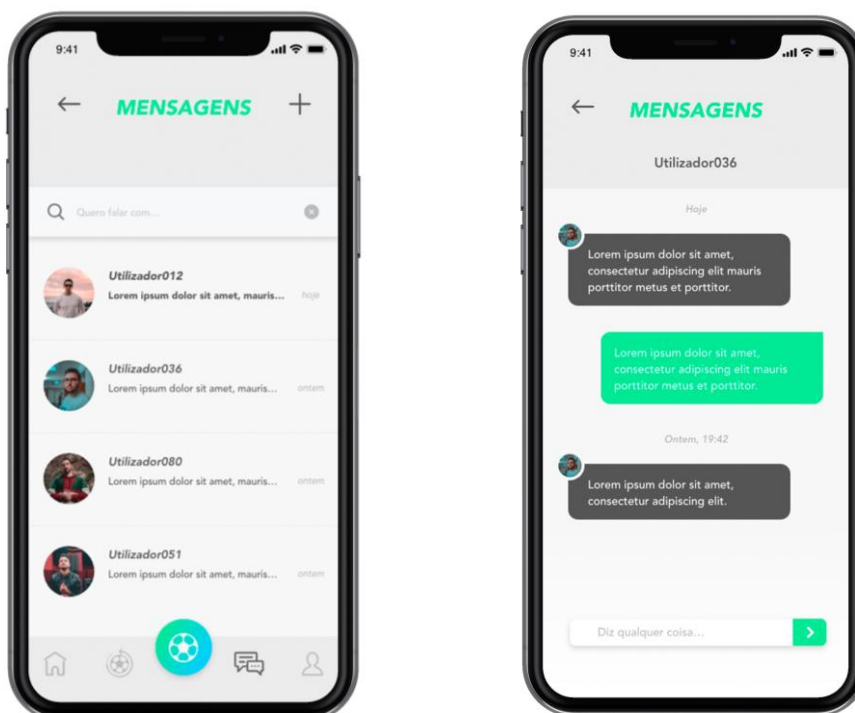 9:41
MENSAGENS
Quero falar com...
Utilizador012
Lorem ipsum dolor sit amet, mauris...
hoje
Utilizador036
Lorem ipsum dolor sit amet, mauris...
ontem
Utilizador080
Lorem ipsum dolor sit amet, mauris...
ontem
Utilizador051
Lorem ipsum dolor sit amet, mauris...
ontem
9:41
MENSAGENS
Utilizador036
Hoje
Lorem ipsum dolor sit amet,
consectetur adipiscing elit mauris
porttitor metus et porttitor.
Lorem ipsum dolor sit amet,
consectetur adipiscing elit mauris
porttitor metus et porttitor.
Ontem, 19:42
Lorem ipsum dolor sit amet,
consectetur adipiscing elit.
Diz qualquer coisa...